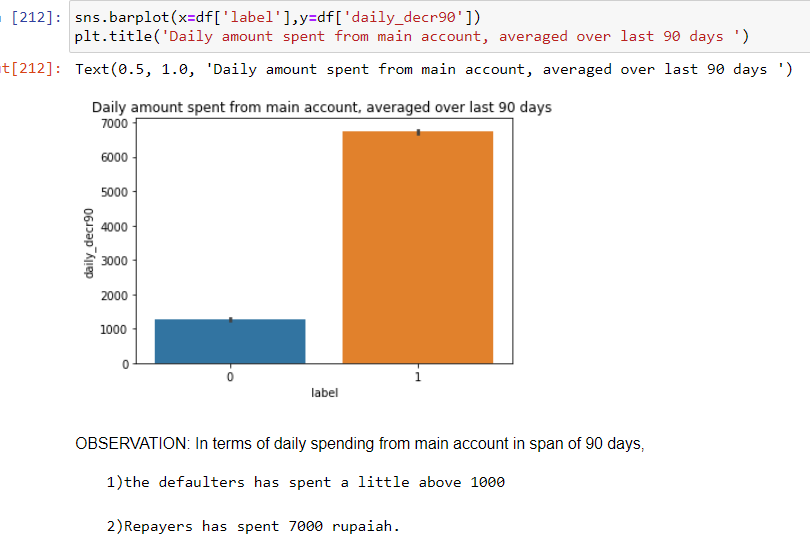 [212]: sns.barplot(x=df['label'],y=df['daily_decr90'])
plt.title('Daily amount spent from main account, averaged over last 90 days ')
t[212]: Text(0.5, 1.0, 'Daily amount spent from main account, averaged over last 90 days ')
Daily amount spent from main account, averaged over last 90 days
7000
6000
5000
4000
3000
2000
1000
0
daily_decr90
0 1
label
OBSERVATION: In terms of daily spending from main account in span of 90 days,
1)the defaulters has spent a little above 1000
2)Repayers has spent 7000 rupaiah.